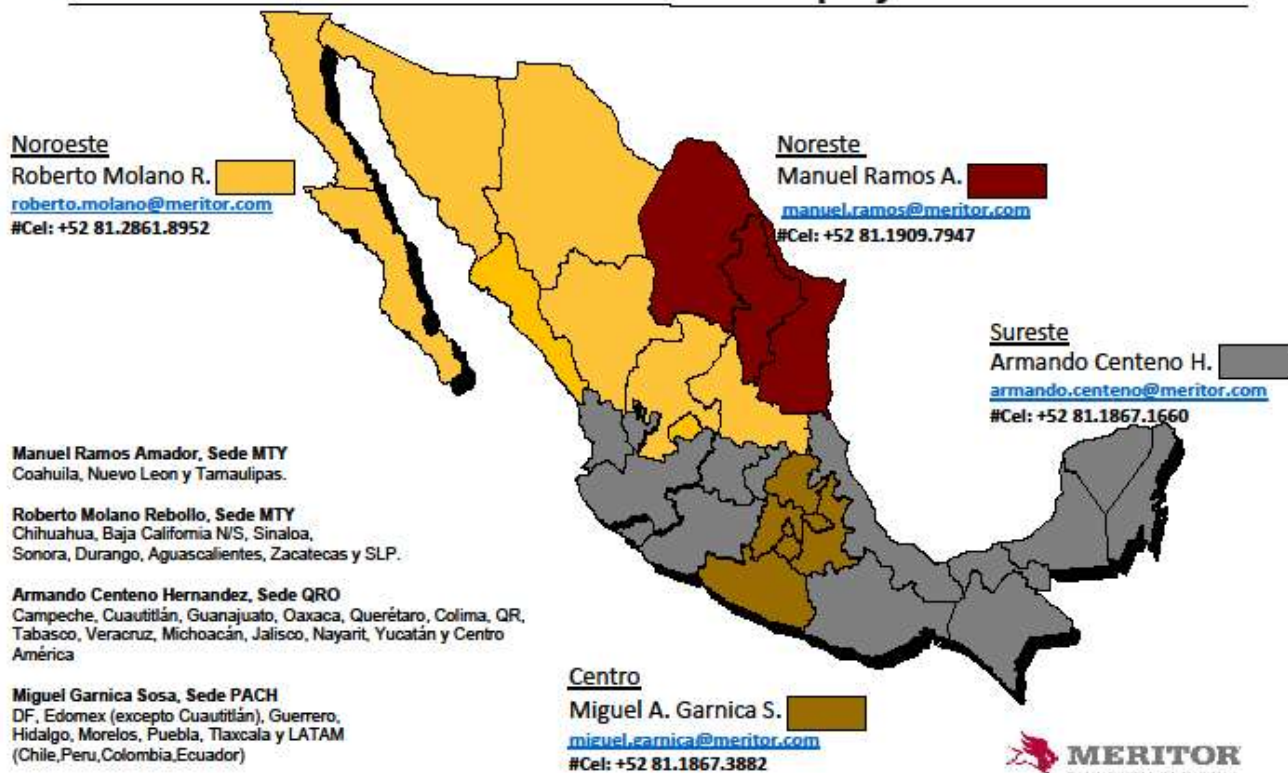 Noroeste
Roberto Molano R.
roberto.molano@meritor.com
#Cel: +52 81.2861.8952
Noreste
Manuel Ramos A.
manuel.ramos@meritor.com
#Cel: +52 81.1909.7947
Sureste
Armando Centeno H.
armando.centeno@meritor.com
#Cel: +52 81.1867.1660
Manuel Ramos Amador, Sede MTY
Coahuila, Nuevo Leon y Tamaulipas.
Roberto Molano Rebollo, Sede MTY
Chihuahua, Baja California N/S, Sinaloa,
Sonora, Durango, Aguascalientes, Zacatecas y SLP.
Armando Centeno Hernandez, Sede QRO
Campeche, Cuautitlán, Guanajuato, Oaxaca, Querétaro, Colima, QR,
Tabasco, Veracruz, Michoacán, Jalisco, Nayarit, Yucatán y Centro
América
Miguel Garnica Sosa, Sede PACH
DF, Edomex (excepto Cuautitlán), Guerrero,
Hidalgo, Morelos, Puebla, Tlaxcala y LATAM
(Chile,Peru,Colombia,Ecuador)
Centro
Miguel A. Garnica S.
miguel.garnica@meritor.com
#Cel: +52 81.1867.3882
MERITOR